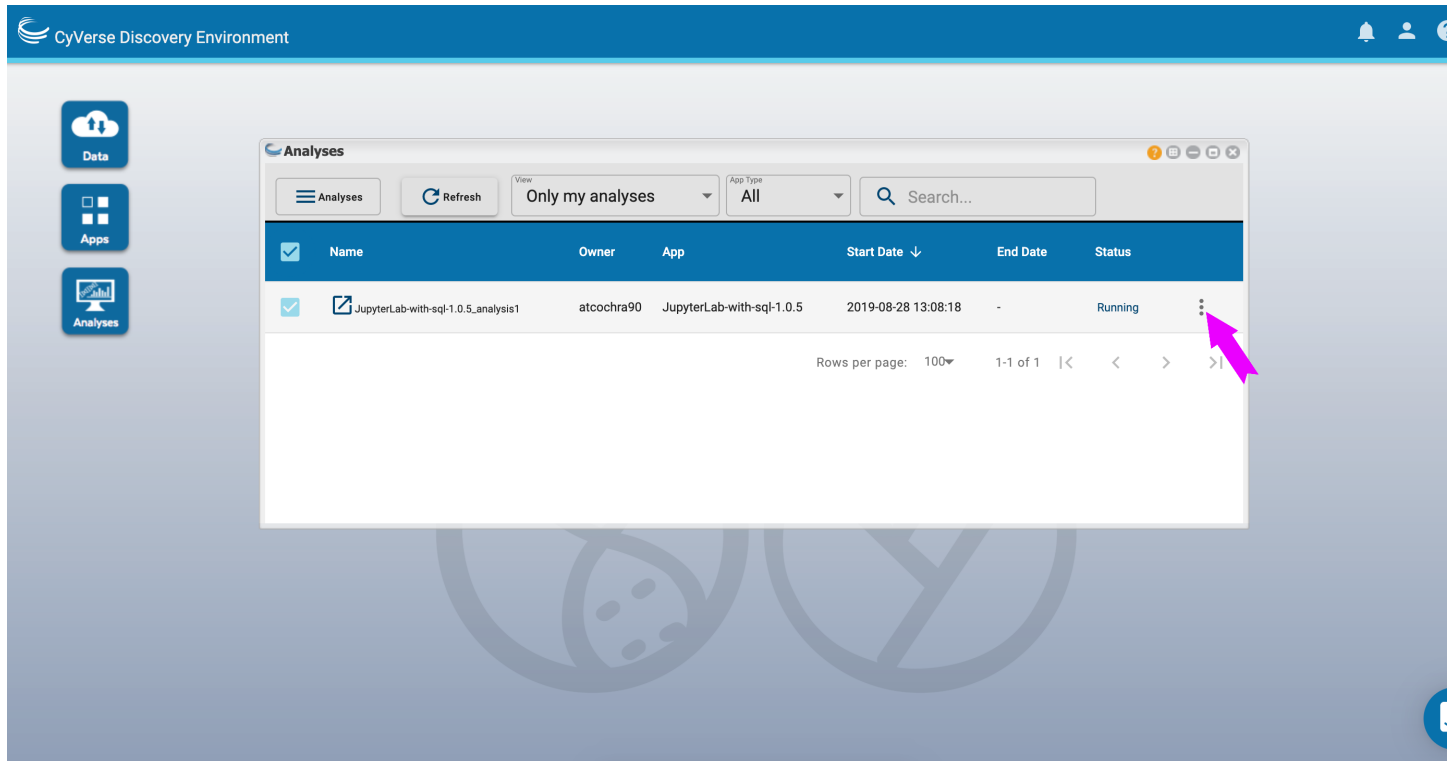 CyVerse Discovery Environment
Data
Apps
Analyses
Analyses
Analyses
Refresh
View
Only my analyses
App Type
All
Search...
Name Owner App Start Date End Date Status
JupyterLab-with-sql-1.0.5_analysis1 atcochra90 JupyterLab-with-sql-1.0.5 2019-08-28 13:08:18 - Running
Rows per page: 100 1-1 of 1